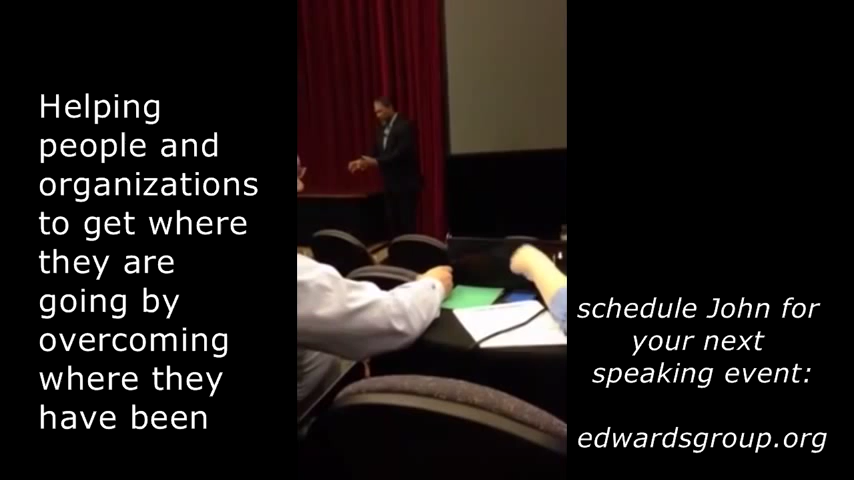 Helping
people and
organizations
to get where
they are
going by
overcoming
where they
have been
schedule John for
your next
speaking event:
edwardsgroup.org